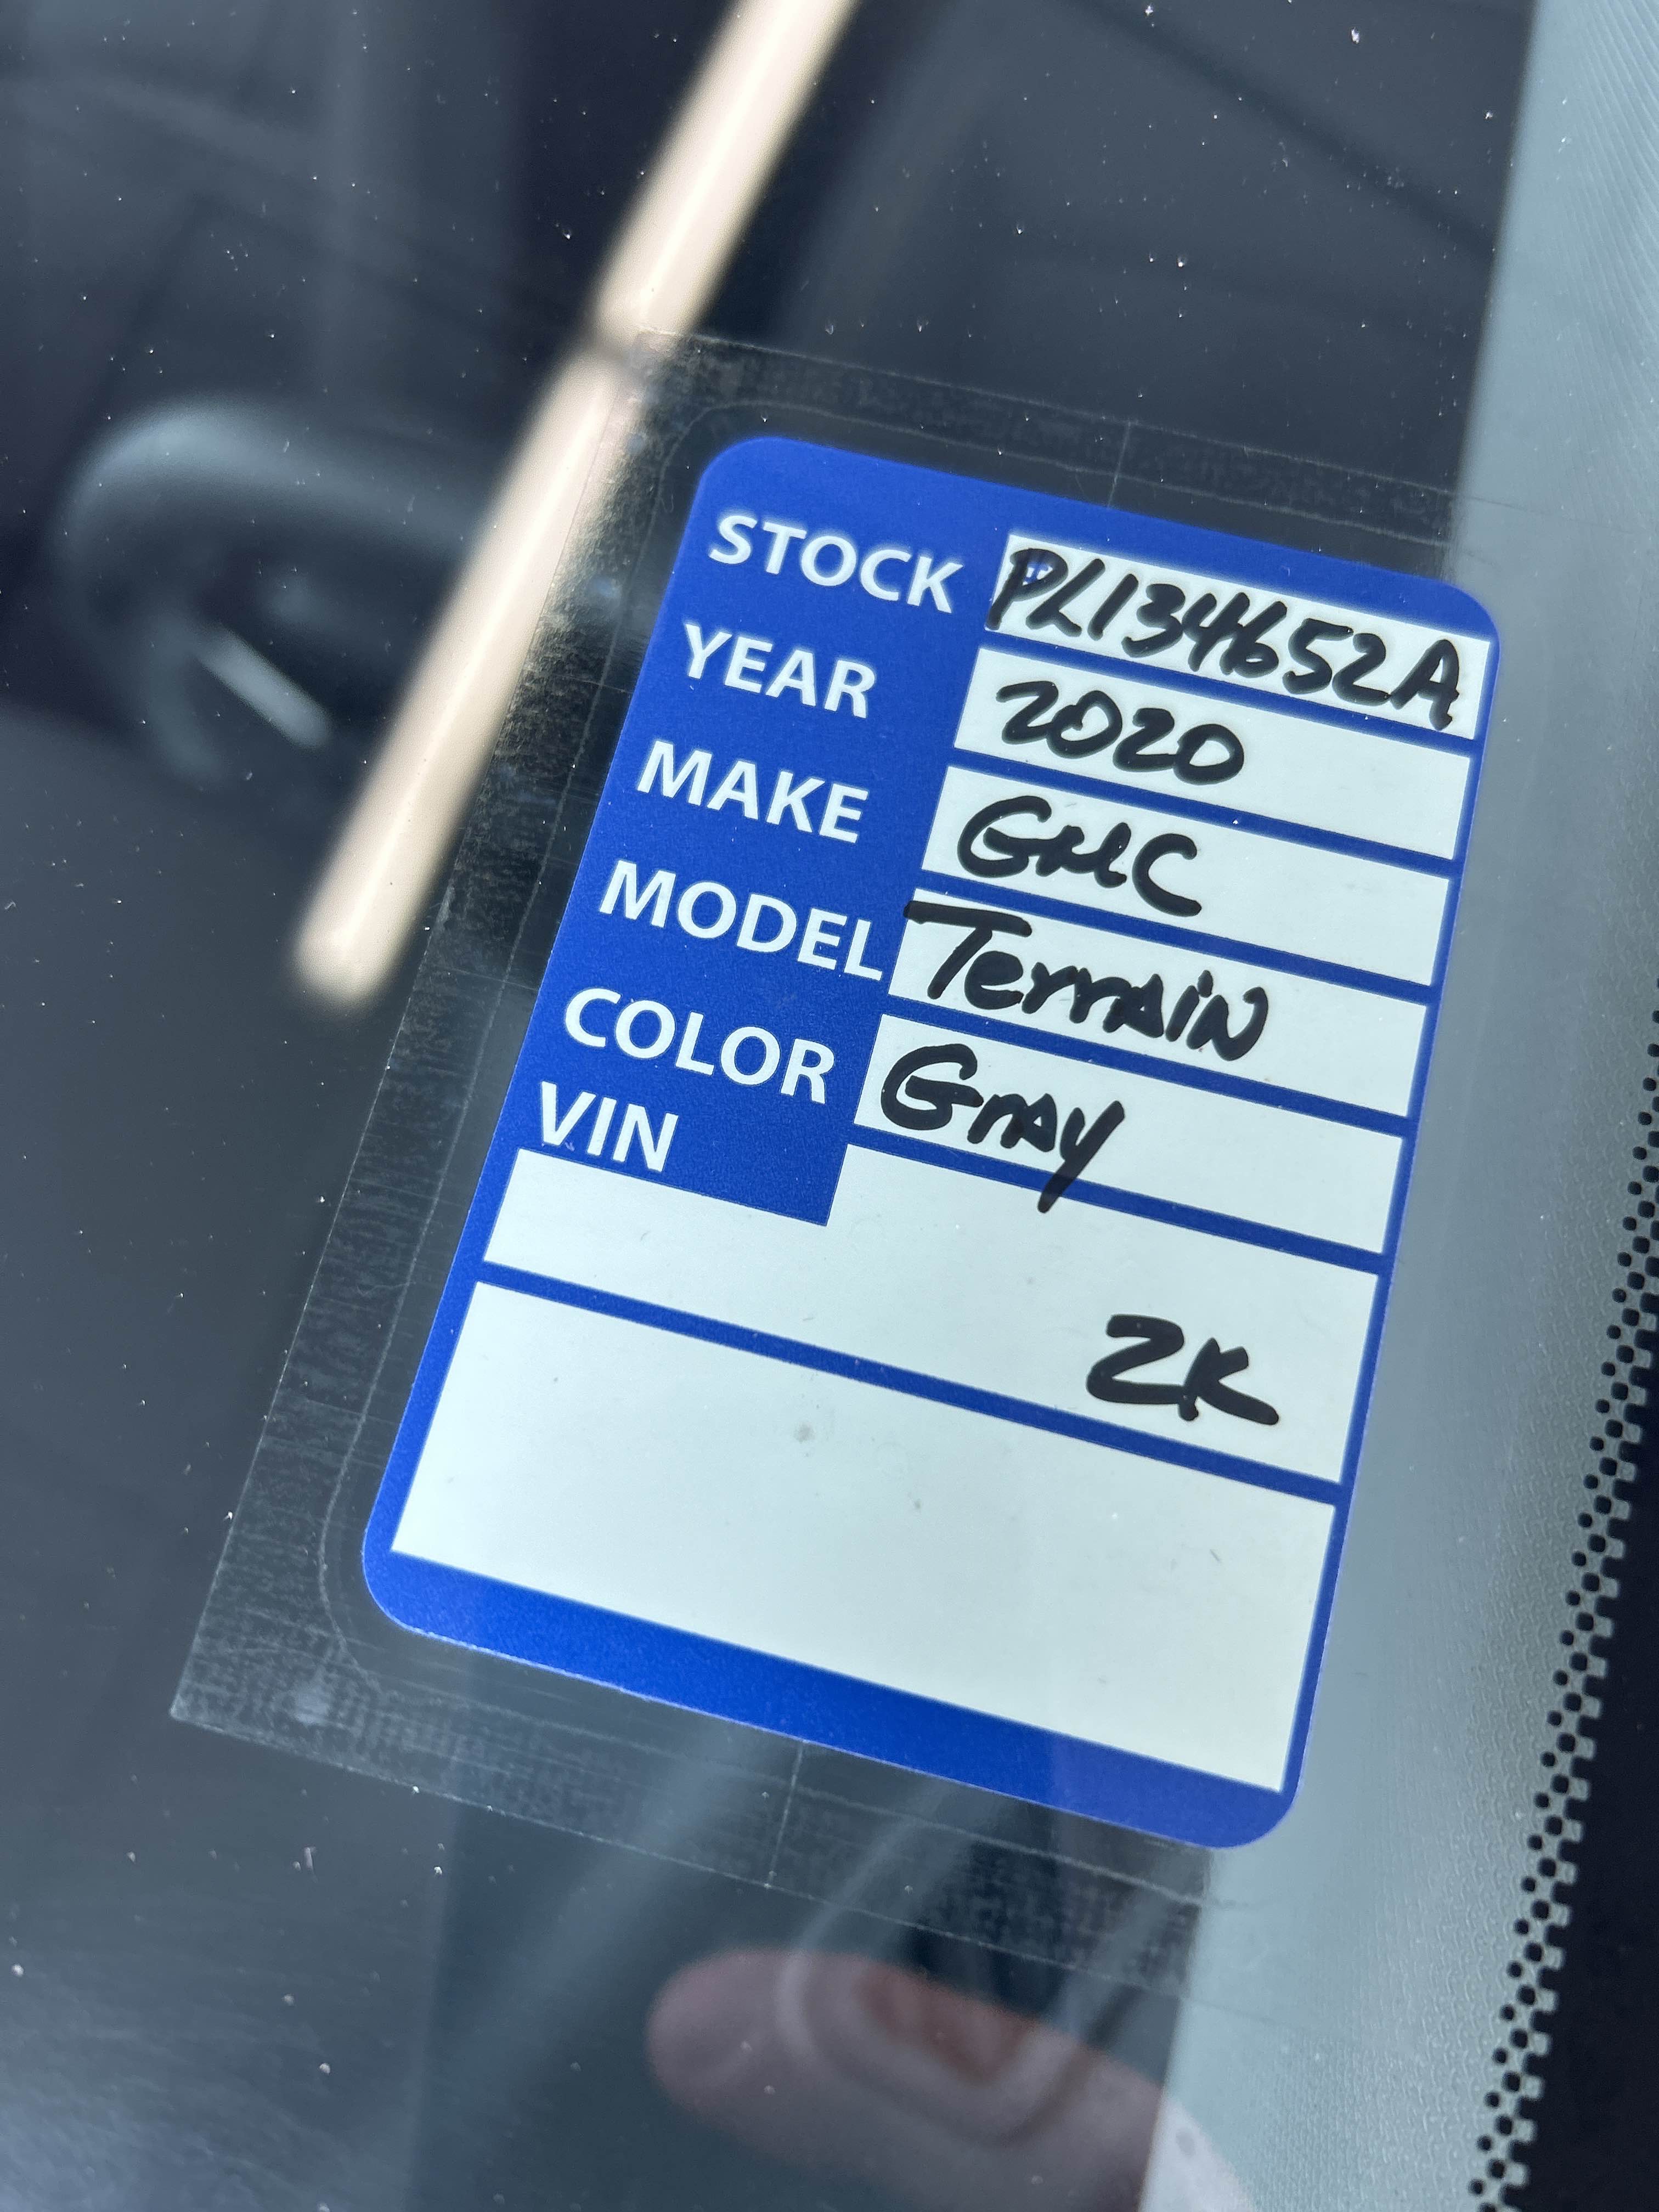 STOCK PL134652A
YEAR 2020
MAKE GMC
MODEL Terrain
COLOR Gray
VIN
2K